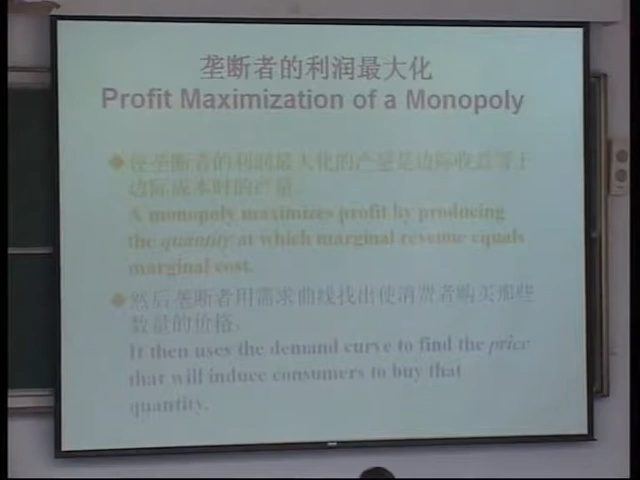 垄断者的利润最大化
Profit Maximization of a Monopoly
使垄断者的利润最大化的产量是边际收益等于
边际成本时的产量。
A monopoly maximizes profit by producing
the quantity at which marginal revenue equals
marginal cost.
然后垄断者用需求曲线找出使消费者购买那些
数量的价格。
It then uses the demand curve to find the price
that will induce consumers to buy that
quantity.